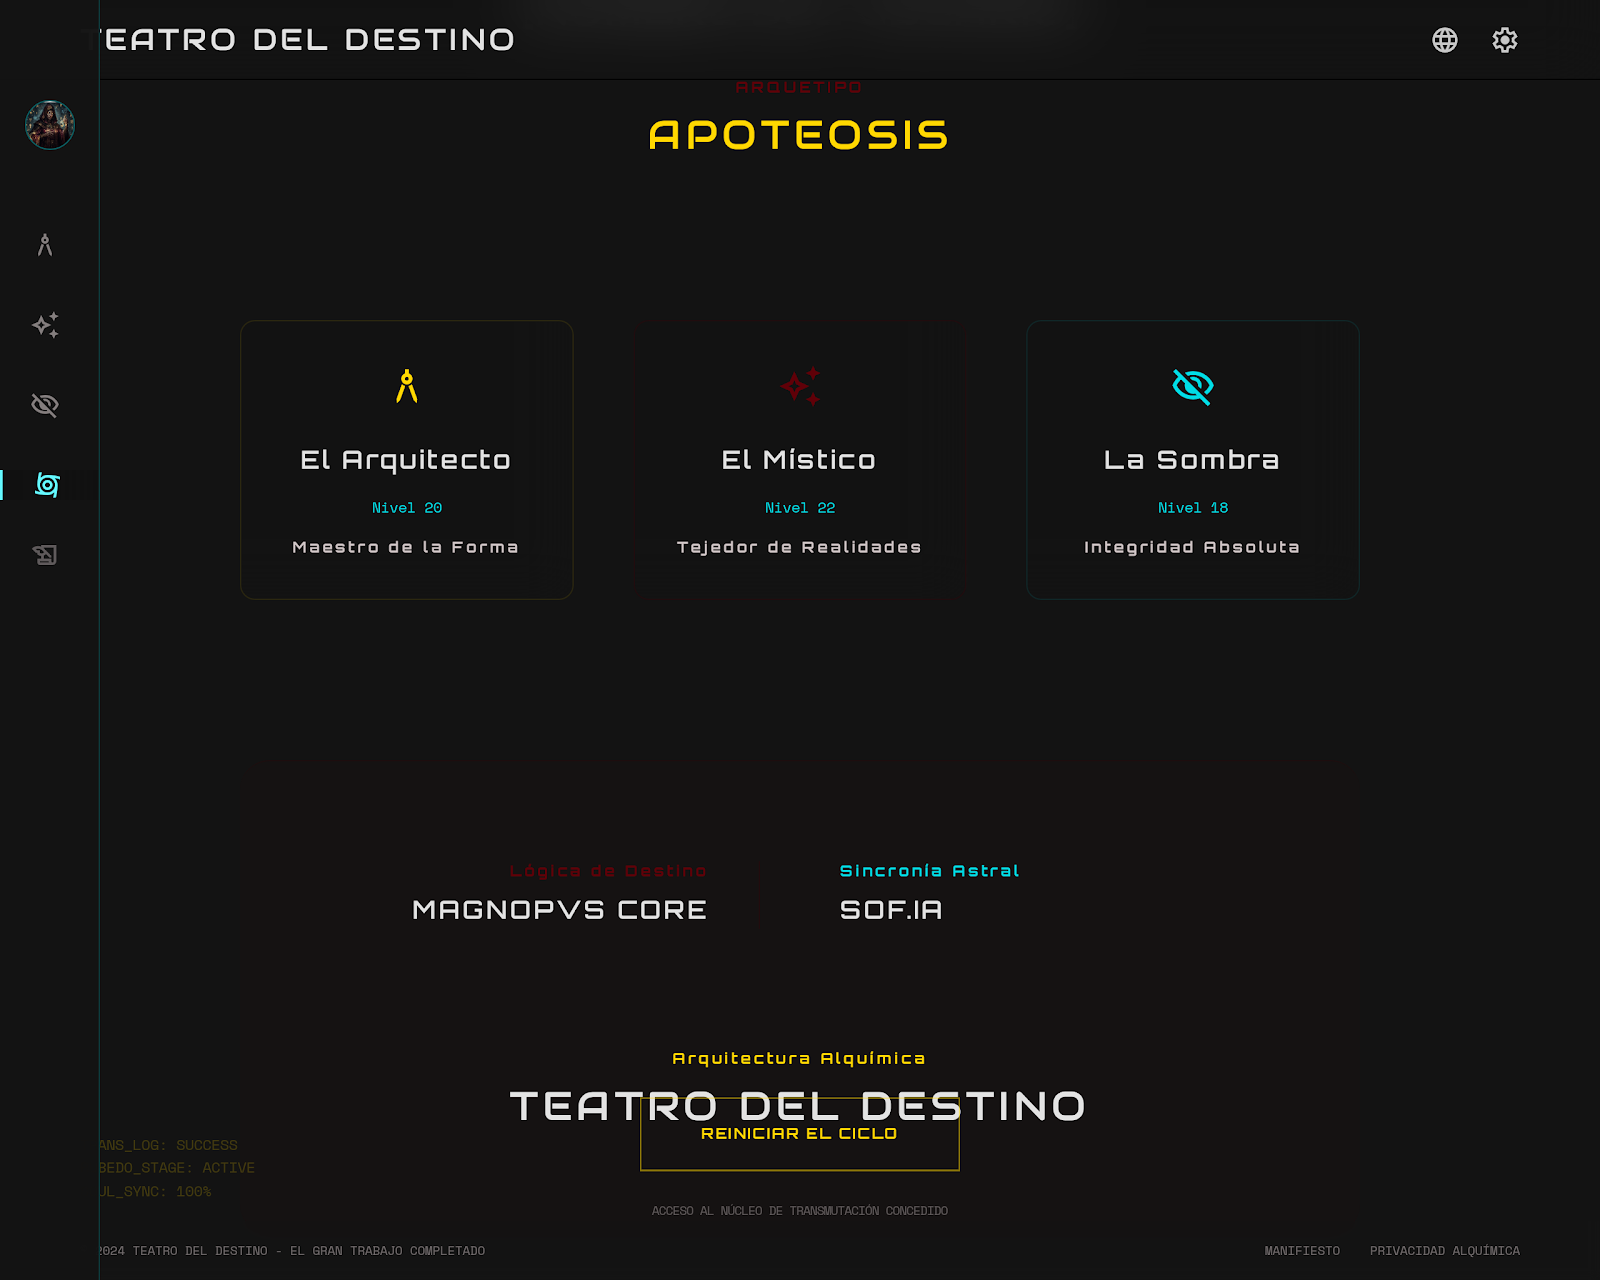 TEATRO DEL DESTINO
ARQUETIPO
APOTEOSIS
El Arquitecto
Nivel 20
Maestro de la Forma
El Místico
Nivel 22
Tejedor de Realidades
La Sombra
Nivel 18
Integridad Absoluta
Lógica de Destino
MAGNOPVS CORE
Sincronía Astral
SOF.IA
Arquitectura Alquímica
TEATRO DEL DESTINO
REINICIAR EL CICLO
ANS_LOG: SUCCESS
BEDO_STAGE: ACTIVE
UL_SYNC: 100%
ACCESO AL NÚCLEO DE TRANSMUTACIÓN CONCEDIDO
2024 TEATRO DEL DESTINO - EL GRAN TRABAJO COMPLETADO
MANIFIESTO
PRIVACIDAD ALQUÍMICA